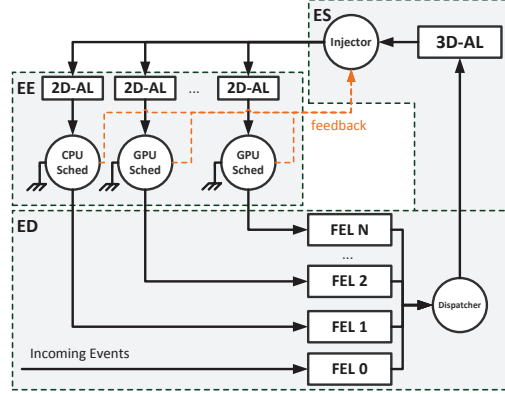 ES
Injector
3D-AL
EE
2D-AL
2D-AL
...
2D-AL
feedback
CPU
Sched
GPU
Sched
GPU
Sched
ED
FEL N
...
FEL 2
Dispatcher
FEL 1
Incoming Events
FEL 0